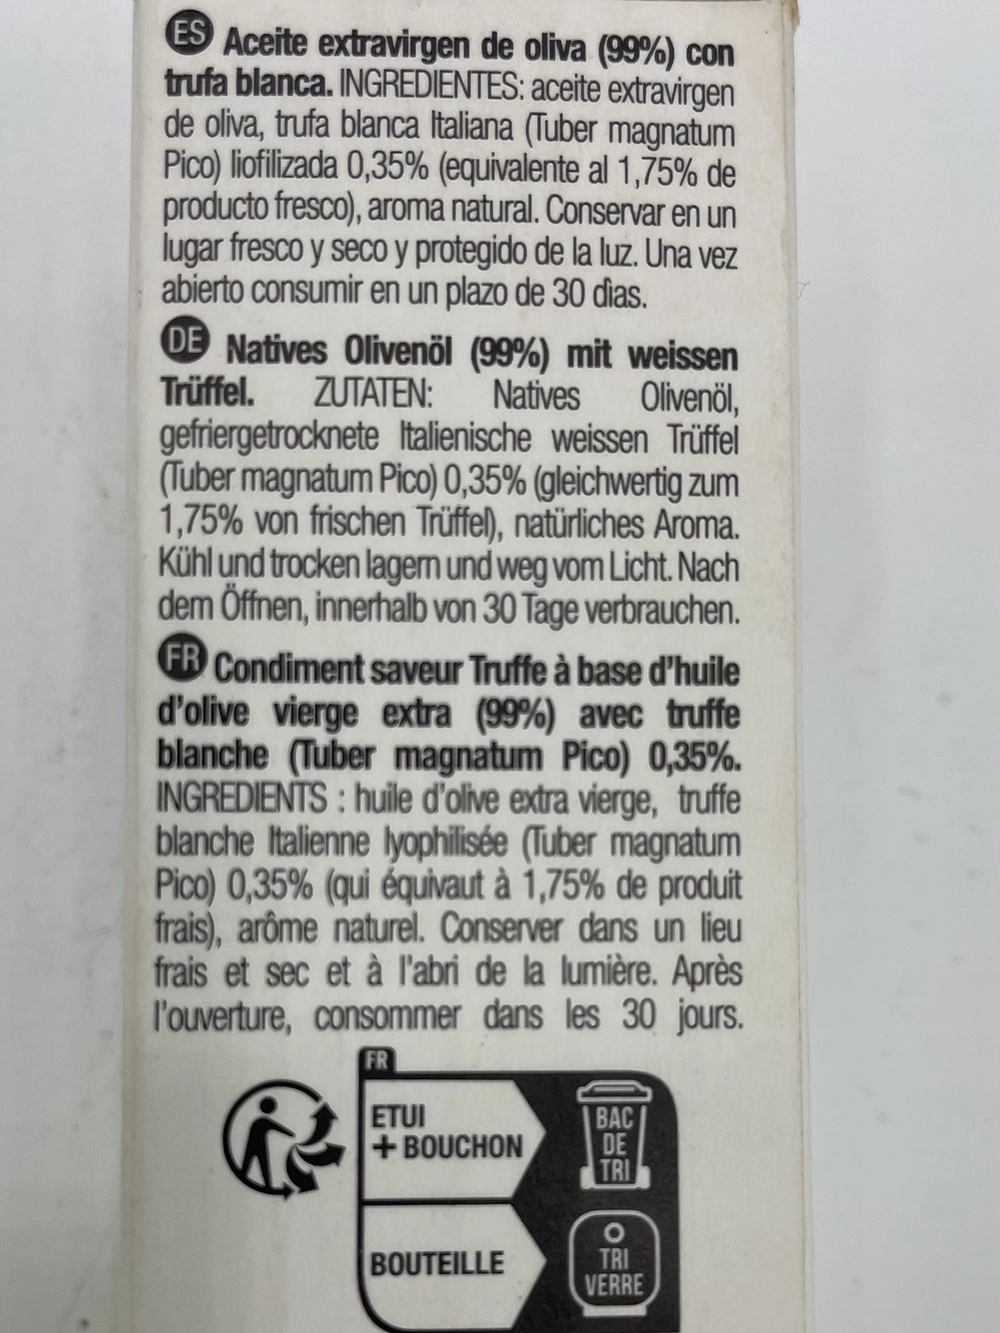 ES Aceite extravirgen de oliva (99%) con
trufa blanca. INGREDIENTES: aceite extravirgen
de oliva, trufa blanca Italiana (Tuber magnatum
Pico) liofilizada 0,35% (equivalente al 1,75% de
producto fresco), aroma natural. Conservar en un
lugar fresco y seco y protegido de la luz. Una vez
abierto consumir en un plazo de 30 dìas.
DE Natives Olivenöl (99%) mit weissen
Trüffel. ZUTATEN: Natives Olivenöl,
gefriergetrocknete Italienische weissen Trüffel
(Tuber magnatum Pico) 0,35% (gleichwertig zum
1,75% von frischen Trüffel), natürliches Aroma.
Kühl und trocken lagern und weg vom Licht. Nach
dem Öffnen, innerhalb von 30 Tage verbrauchen.
FR Condiment saveur Truffe à base d'huile
d'olive vierge extra (99%) avec truffe
blanche (Tuber magnatum Pico) 0,35%.
INGREDIENTS : huile d'olive extra vierge, truffe
blanche Italienne lyophilisée (Tuber magnatum
Pico) 0,35% (qui équivaut à 1,75% de produit
frais), arôme naturel. Conserver dans un lieu
frais et sec et à l'abri de la lumière. Après
l'ouverture, consommer dans les 30 jours.
FR
ETUI
+ BOUCHON
BAC
DE
TRI
BOUTEILLE
TRI
VERRE